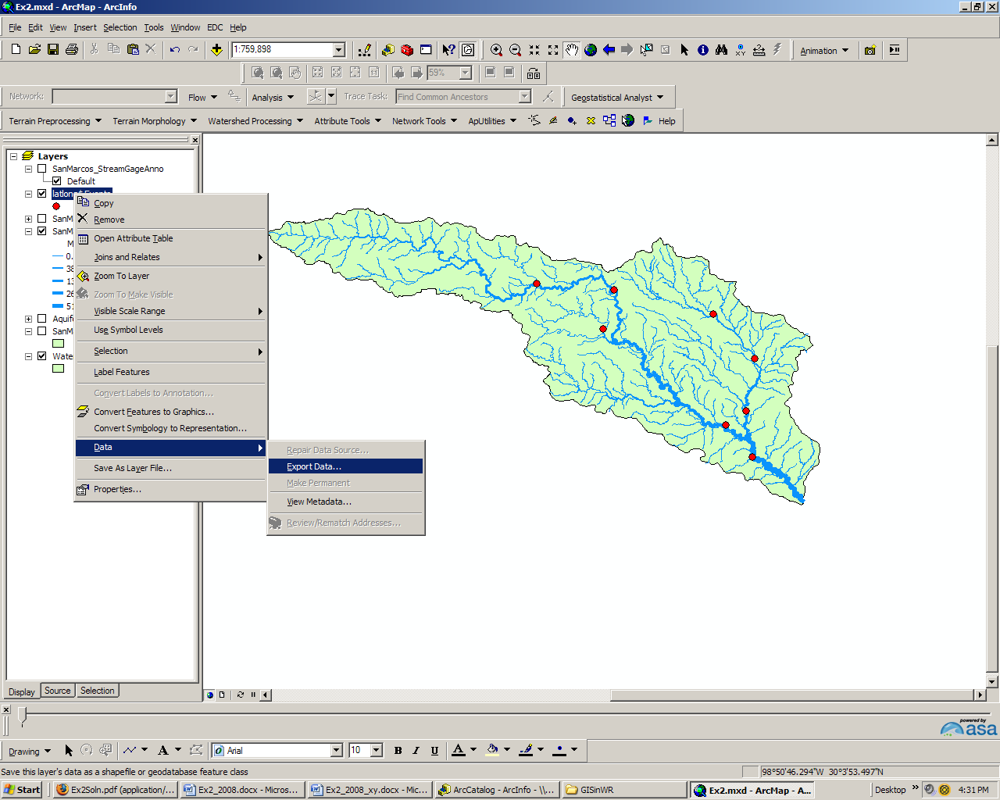 Ex2.mxd - ArcMap - ArcInfo
File Edit View Insert Selection Tools Window EDC Help
1:759,898
Animation
59%
Network: Flow Analysis Trace Task: Find Common Ancestors Geostatistical Analyst
Terrain Preprocessing Terrain Morphology Watershed Processing Attribute Tools Network Tools ApUtilities Help
Layers
SanMarcos_StreamGageAnno
Default
SanM
SanM
M
0.
38
13
26
51
Aquife
SanM
Wate
Copy
Remove
Open Attribute Table
Joins and Relates
Zoom To Layer
Zoom To Make Visible
Visible Scale Range
Use Symbol Levels
Selection
Label Features
Convert Labels to Annotation...
Convert Features to Graphics...
Convert Symbology to Representation...
Data
Save As Layer File...
Properties...
Repair Data Source...
Export Data...
Make Permanent
View Metadata...
Review/Rematch Addresses...
Display Source Selection
powered by
asa
Drawing A Arial 10 B I U A
Save this layer's data as a shapefile or geodatabase feature class
98°50'46.294"W 30°3'53.497"N
Start Ex2Soln.pdf (application/... Ex2_2008.docx - Micros... Ex2_2008_xy.docx - Mic... ArcCatalog - ArcInfo - \\... GISinWR Ex2.mxd - ArcMap - A... Desktop » 4:31 PM